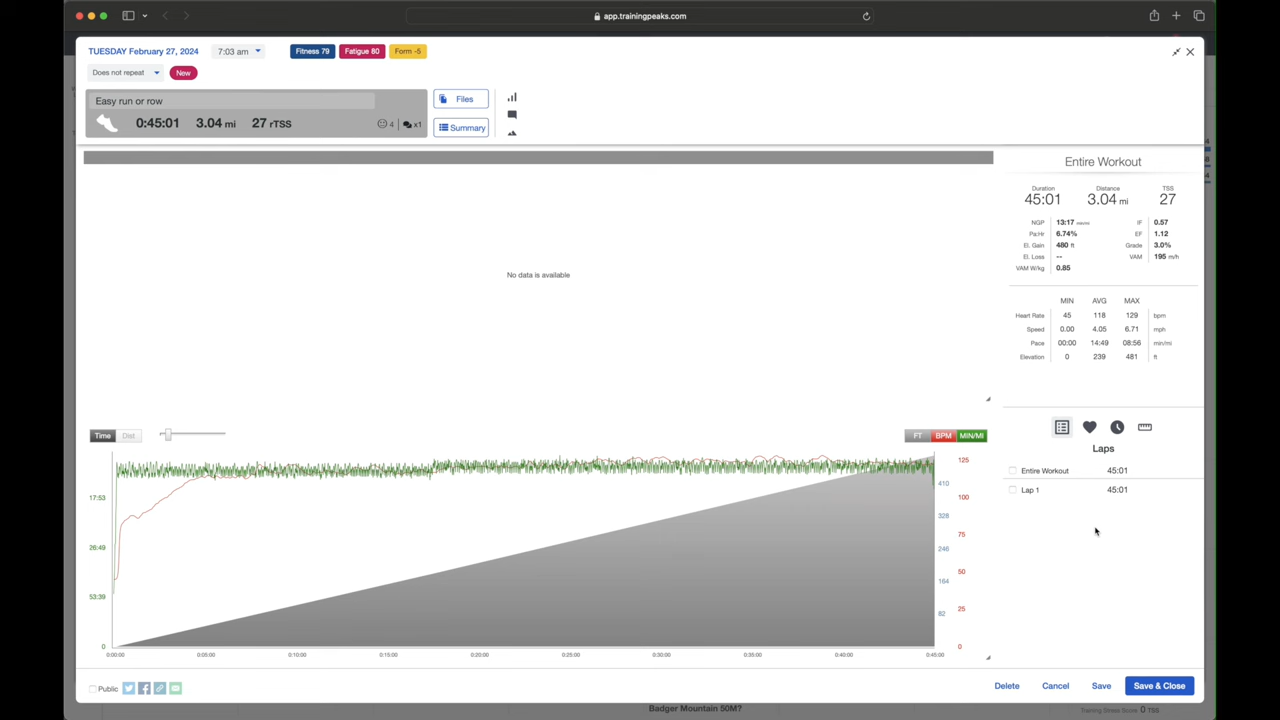 app.trainingpeaks.com
TUESDAY February 27, 2024
7:03 am
Fitness 79
Fatigue 80
Form -5
Does not repeat
New
Easy run or row
0:45:01 3.04 mi 27 rTSS
4 x1
Files
Summary
No data is available
Entire Workout
Duration Distance TSS
45:01 3.04 mi 27
NGP 13:17 IF 0.57
Pa:Hr 6.74% EF 1.12
El. Gain 480 ft Grade 3.0%
El. Loss -- VAM 195 m/h
VAM W/kg 0.85
MIN AVG MAX
Heart Rate 45 118 129 bpm
Speed 0.00 4.05 6.71 mph
Pace 00:00 14:49 08:56 min/mi
Elevation 0 239 481 ft
Laps
Entire Workout 45:01
Lap 1 45:01
Time Dist
FT BPM MIN/MI
17:53
26:49
53:39
0
125
410
100
328
75
246
50
164
25
82
0
0:00:00 0:05:00 0:10:00 0:15:00 0:20:00 0:25:00 0:30:00 0:35:00 0:40:00 0:45:00
Public
Delete Cancel Save Save & Close
Badger Mountain 50M?
Training Stress Score 0 TSS